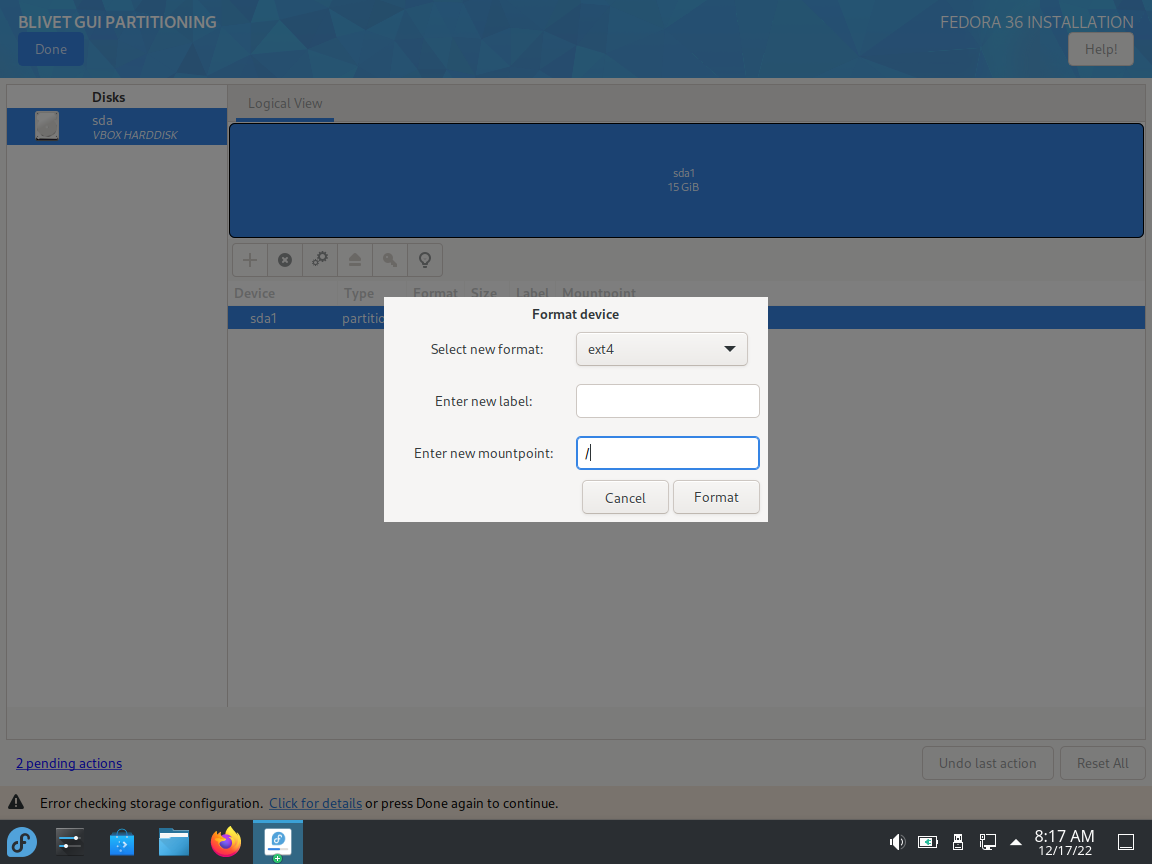 BLIVET GUI PARTITIONING
FEDORA 36 INSTALLATION
Done
Help!
Disks
sda
VBOX HARDDISK
Logical View
sda1
15 GiB
Device Type Format Size Label Mountpoint
sda1 partitio
Format device
Select new format: ext4
Enter new label:
Enter new mountpoint: /
Cancel Format
2 pending actions
Undo last action Reset All
Error checking storage configuration. Click for details or press Done again to continue.
8:17 AM
12/17/22